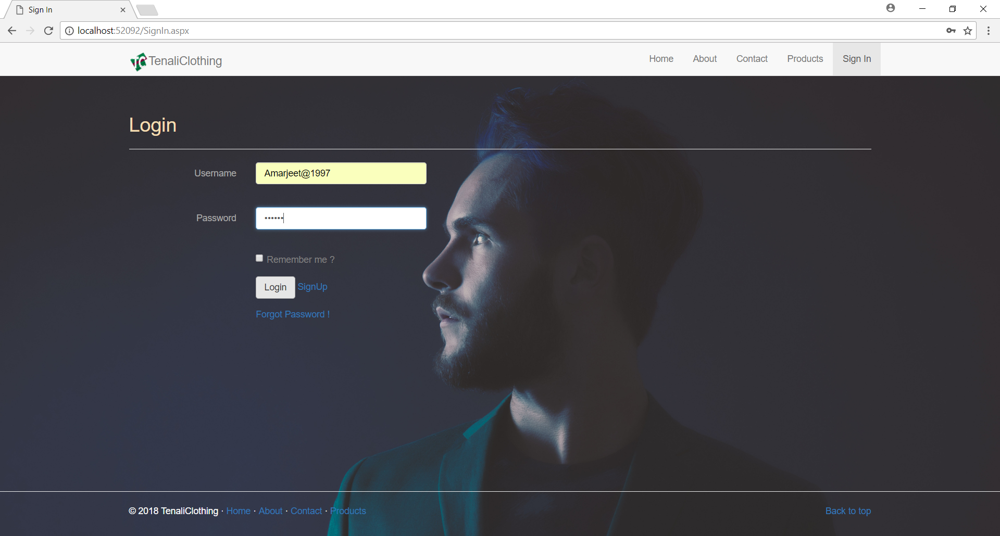 Sign In
localhost:52092/SignIn.aspx
TenaliClothing
Home About Contact Products Sign In
Login
Username Amarjeet@1997
Password ••••••
Remember me ?
Login SignUp
Forgot Password !
© 2018 TenaliClothing · Home · About · Contact · Products
Back to top